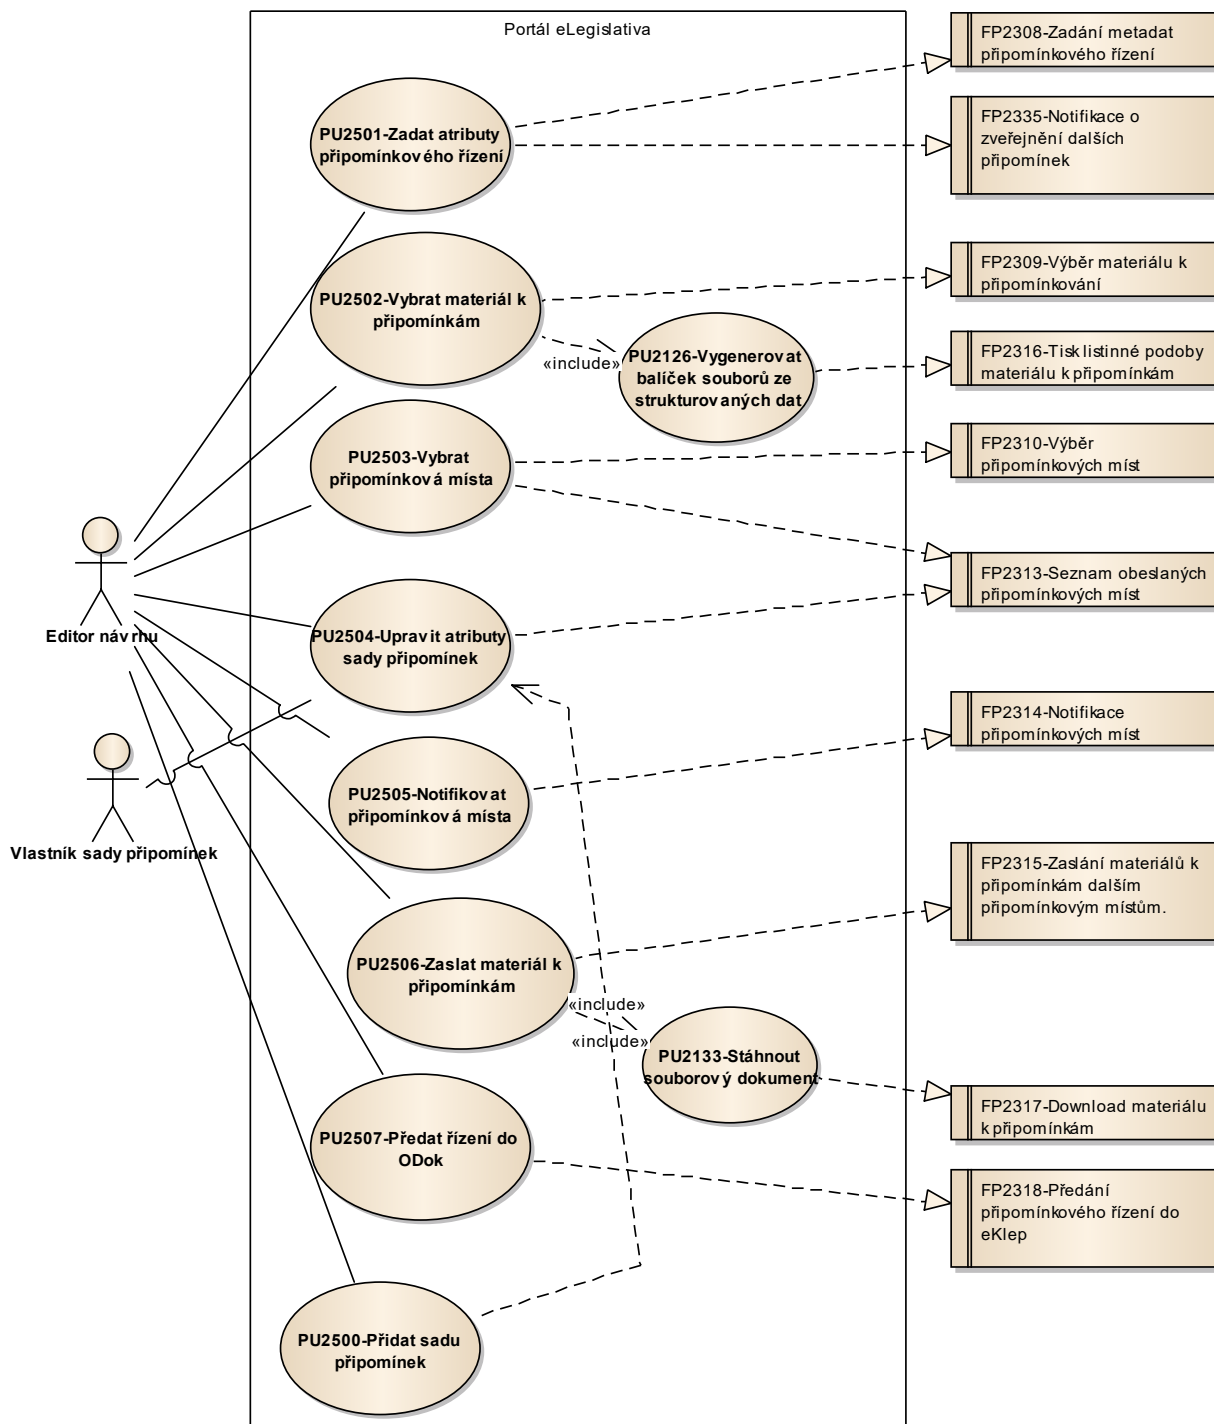 Portál eLegislativa
FP2308-Zadání metadat
připomínkového řízení
PU2501-Zadat atributy
připomínkového řízení
FP2335-Notifikace o
zveřejnění dalších
připomínek
PU2502-Vybrat materiál k
připomínkám
FP2309-Výběr materiálu k
připomínkování
«include»
PU2126-Vygenerovat
balíček souborů ze
strukturovaných dat
FP2316-Tisk listinné podoby
materiálu k připomínkám
PU2503-Vybrat
připomínková místa
FP2310-Výběr
připomínkových míst
FP2313-Seznam obeslaných
připomínkových míst
Editor návrhu
PU2504-Upravit atributy
sady připomínek
FP2314-Notifikace
připomínkových míst
PU2505-Notifikovat
připomínková místa
Vlastník sady připomínek
FP2315-Zaslání materiálů k
připomínkám dalším
připomínkovým místům.
PU2506-Zaslat materiál k
připomínkám
«include»
«include»
PU2133-Stáhnout
souborový dokument
FP2317-Download materiálu
k připomínkám
PU2507-Předat řízení do
ODok
FP2318-Předání
připomínkového řízení do
eKlep
PU2500-Přidat sadu
připomínek